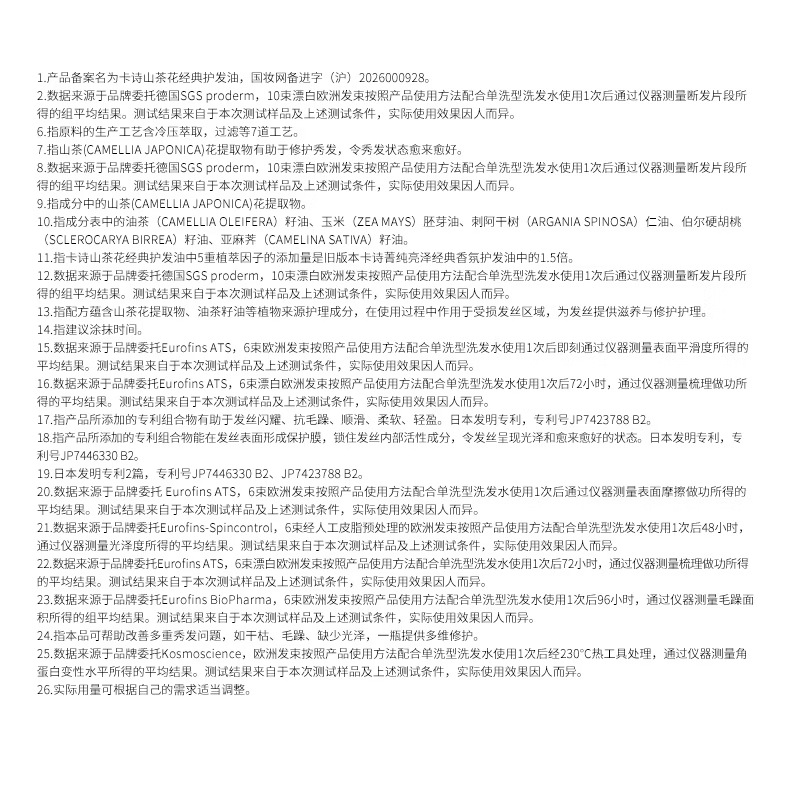 1.产品备案名为卡诗山茶花经典护发油，国妆网备进字（沪）2026000928。
2.数据来源于品牌委托德国SGS proderm，10束漂白欧洲发束按照产品使用方法配合单洗型洗发水使用1次后通过仪器测量断发片段所
得的组平均结果。测试结果来自于本次测试样品及上述测试条件，实际使用效果因人而异。
6.指原料的生产工艺含冷压萃取，过滤等7道工艺。
7.指山茶(CAMELLIA JAPONICA)花提取物有助于修护秀发，令秀发状态愈来愈好。
8.数据来源于品牌委托德国SGS proderm，10束漂白欧洲发束按照产品使用方法配合单洗型洗发水使用1次后通过仪器测量断发片段所
得的组平均结果。测试结果来自于本次测试样品及上述测试条件，实际使用效果因人而异。
9.指成分中的山茶(CAMELLIA JAPONICA)花提取物。
10.指成分表中的油茶（CAMELLIA OLEIFERA）籽油、玉米（ZEA MAYS）胚芽油、刺阿干树（ARGANIA SPINOSA）仁油、伯尔硬胡桃
（SCLEROCARYA BIRREA）籽油、亚麻荠（CAMELINA SATIVA）籽油。
11.指卡诗山茶花经典护发油中5重植萃因子的添加量是旧版本卡诗菁纯亮泽经典香氛护发油中的1.5倍。
12.数据来源于品牌委托德国SGS proderm，10束漂白欧洲发束按照产品使用方法配合单洗型洗发水使用1次后通过仪器测量断发片段所
得的组平均结果。测试结果来自于本次测试样品及上述测试条件，实际使用效果因人而异。
13.指配方蕴含山茶花提取物、油茶籽油等植物来源护理成分，在使用过程中作用于受损发丝区域，为发丝提供滋养与修护护理。
14.指建议涂抹时间。
15.数据来源于品牌委托Eurofins ATS，6束欧洲发束按照产品使用方法配合单洗型洗发水使用1次后即刻通过仪器测量表面平滑度所得的
平均结果。测试结果来自于本次测试样品及上述测试条件，实际使用效果因人而异。
16.数据来源于品牌委托Eurofins ATS，6束漂白欧洲发束按照产品使用方法配合单洗型洗发水使用1次后72小时，通过仪器测量梳理做功所
得的平均结果。测试结果来自于本次测试样品及上述测试条件，实际使用效果因人而异。
17.指产品所添加的专利组合物有助于发丝闪耀、抗毛躁、顺滑、柔软、轻盈。日本发明专利，专利号JP7423788 B2。
18.指产品所添加的专利组合物能在发丝表面形成保护膜，锁住发丝内部活性成分，令发丝呈现光泽和愈来愈好的状态。日本发明专利，专
利号JP7446330 B2。
19.日本发明专利2篇，专利号JP7446330 B2、JP7423788 B2。
20.数据来源于品牌委托 Eurofins ATS，6束欧洲发束按照产品使用方法配合单洗型洗发水使用1次后通过仪器测量表面摩擦做功所得的
平均结果。测试结果来自于本次测试样品及上述测试条件，实际使用效果因人而异。
21.数据来源于品牌委托Eurofins-Spincontrol，6束经人工皮脂预处理的欧洲发束按照产品使用方法配合单洗型洗发水使用1次后48小时，
通过仪器测量光泽度所得的平均结果。测试结果来自于本次测试样品及上述测试条件，实际使用效果因人而异。
22.数据来源于品牌委托Eurofins ATS，6束漂白欧洲发束按照产品使用方法配合单洗型洗发水使用1次后72小时，通过仪器测量梳理做功所得
的平均结果。测试结果来自于本次测试样品及上述测试条件，实际使用效果因人而异。
23.数据来源于品牌委托Eurofins BioPharma，6束欧洲发束按照产品使用方法配合单洗型洗发水使用1次后96小时，通过仪器测量毛躁面
积所得的组平均结果。测试结果来自于本次测试样品及上述测试条件，实际使用效果因人而异。
24.指本品可帮助改善多重秀发问题，如干枯、毛躁、缺少光泽，一瓶提供多维修护。
25.数据来源于品牌委托Kosmoscience，欧洲发束按照产品使用方法配合单洗型洗发水使用1次后经230°C热工具处理，通过仪器测量角
蛋白变性水平所得的平均结果。测试结果来自于本次测试样品及上述测试条件，实际使用效果因人而异。
26.实际用量可根据自己的需求适当调整。